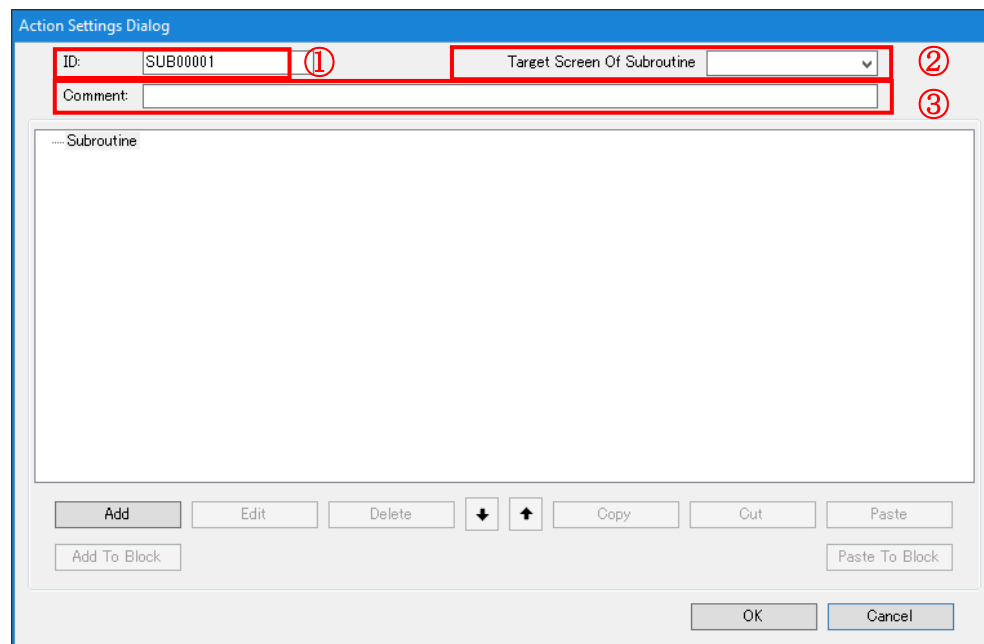 Action Settings Dialog
ID: SUB00001 ① Target Screen Of Subroutine ②
Comment: ③
Subroutine
Add Edit Delete Copy Cut Paste
Add To Block Paste To Block
OK Cancel